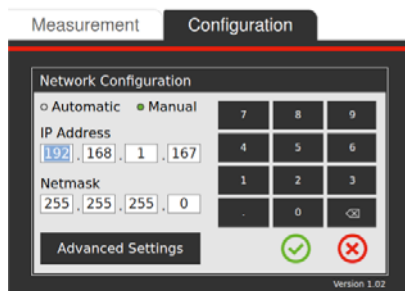 Measurement Configuration
Network Configuration
Automatic Manual
IP Address
192 . 168 . 1 . 167
Netmask
255 . 255 . 255 . 0
Advanced Settings
7 8 9
4 5 6
1 2 3
. 0
Version 1.02